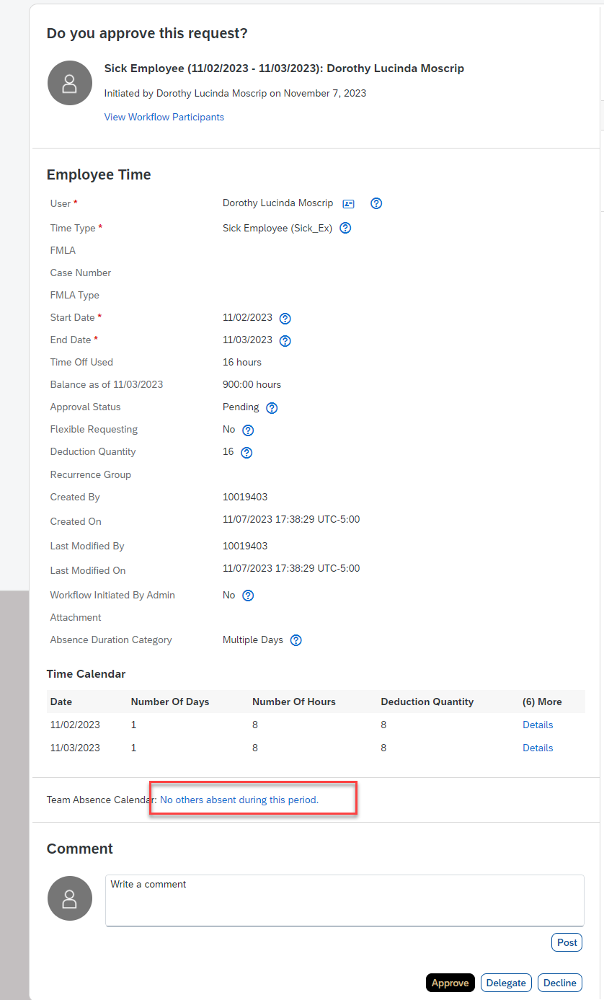 Do you approve this request?
Sick Employee (11/02/2023 - 11/03/2023): Dorothy Lucinda Moscrip
Initiated by Dorothy Lucinda Moscrip on November 7, 2023
View Workflow Participants
Employee Time
User * Dorothy Lucinda Moscrip
Time Type * Sick Employee (Sick_Ex)
FMLA
Case Number
FMLA Type
Start Date * 11/02/2023
End Date * 11/03/2023
Time Off Used 16 hours
Balance as of 11/03/2023 900:00 hours
Approval Status Pending
Flexible Requesting No
Deduction Quantity 16
Recurrence Group
Created By 10019403
Created On 11/07/2023 17:38:29 UTC-5:00
Last Modified By 10019403
Last Modified On 11/07/2023 17:38:29 UTC-5:00
Workflow Initiated By Admin No
Attachment
Absence Duration Category Multiple Days
Time Calendar
Date Number Of Days Number Of Hours Deduction Quantity (6) More
11/02/2023 1 8 8 Details
11/03/2023 1 8 8 Details
Team Absence Calendar: No others absent during this period.
Comment
Write a comment
Post
Approve Delegate Decline